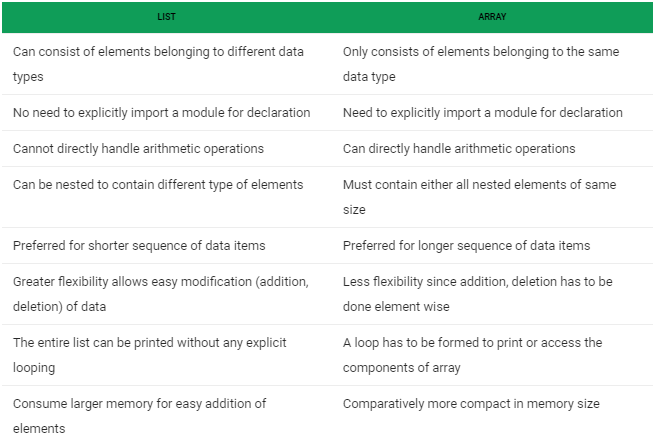 LIST ARRAY
Can consist of elements belonging to different data Only consists of elements belonging to the same
types data type
No need to explicitly import a module for declaration Need to explicitly import a module for declaration
Cannot directly handle arithmetic operations Can directly handle arithmetic operations
Can be nested to contain different type of elements Must contain either all nested elements of same
size
Preferred for shorter sequence of data items Preferred for longer sequence of data items
Greater flexibility allows easy modification (addition, Less flexibility since addition, deletion has to be
deletion) of data done element wise
The entire list can be printed without any explicit A loop has to be formed to print or access the
looping components of array
Consume larger memory for easy addition of Comparatively more compact in memory size
elements